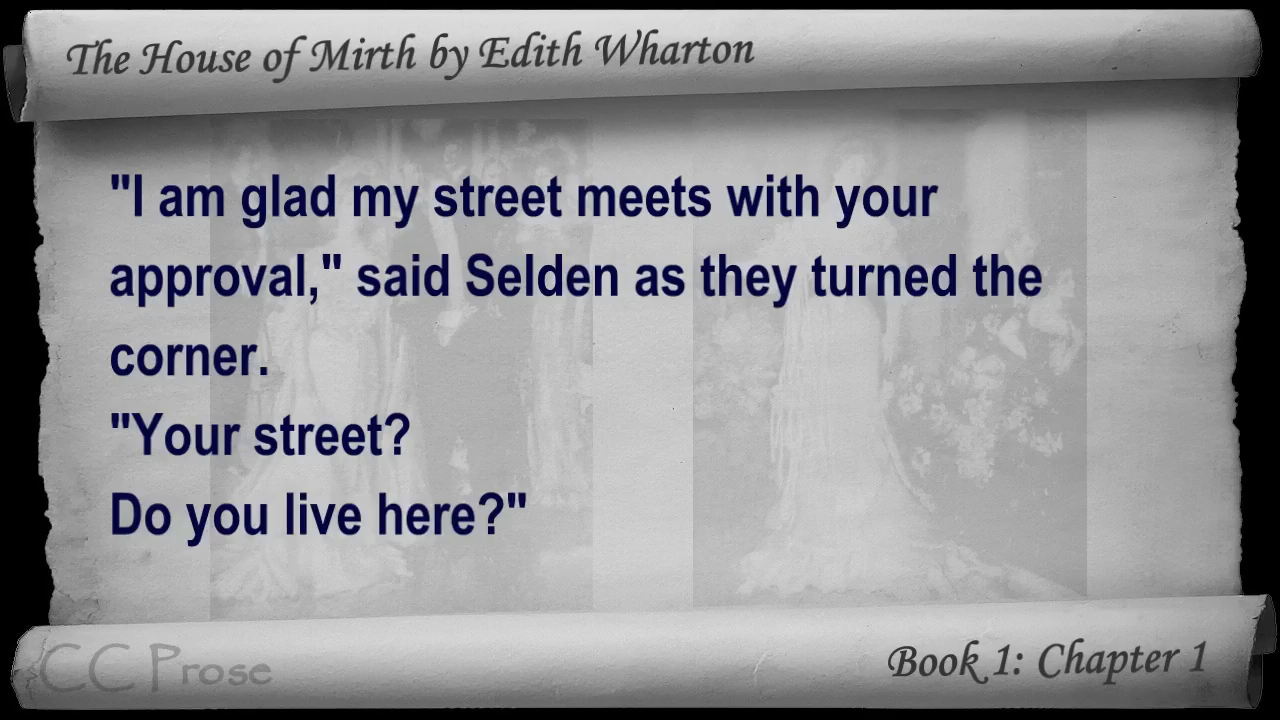 The House of Mirth by Edith Wharton
"I am glad my street meets with your
approval," said Selden as they turned the
corner.
"Your street?
Do you live here?"
CC Prose
Book 1: Chapter 1